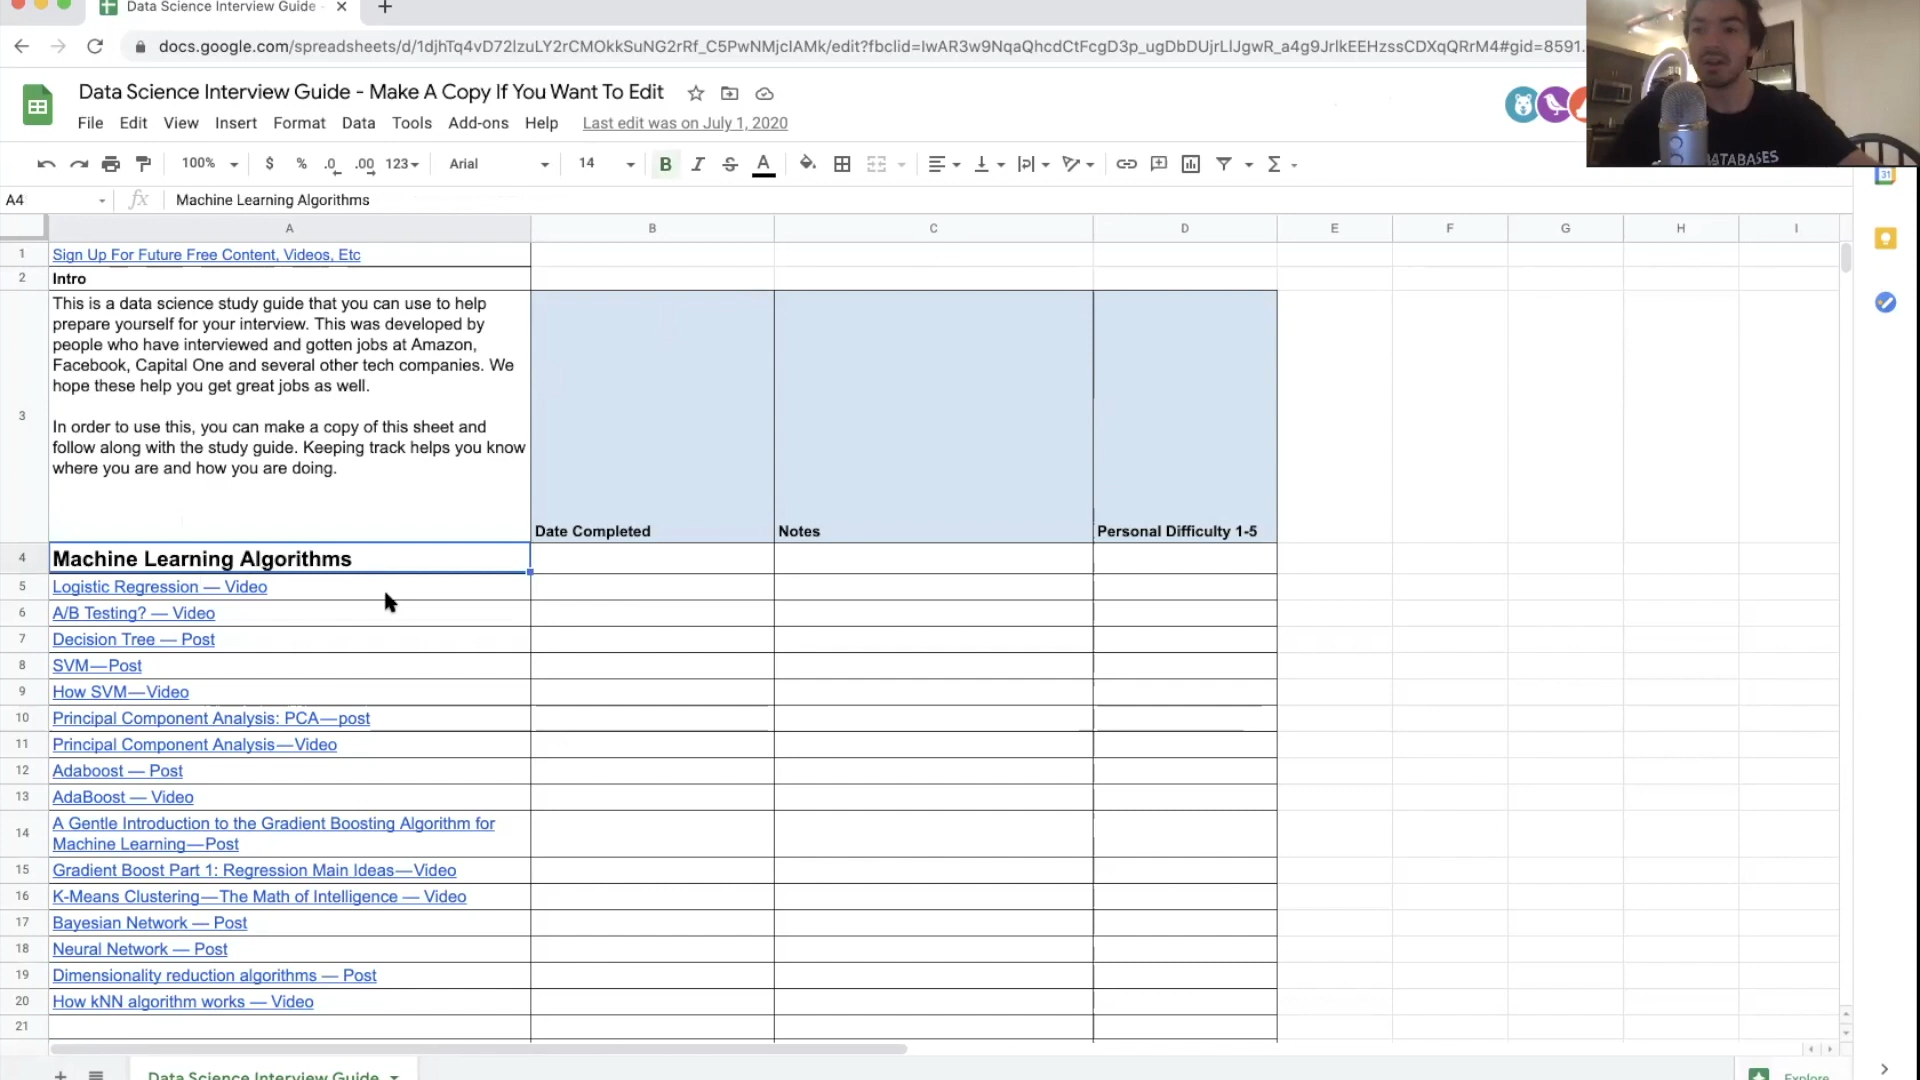 Data Science Interview Guide -
docs.google.com/spreadsheets/d/1djhTq4vD72lzuLY2rCMOkkSuNG2rRf_C5PwNMjcIAMk/edit?fbclid=IwAR3w9NqaQhcdCtFcgD3p_ugDbDUjrLlJgwR_a4g9JrlkEEHzssCDXqQRrM4#gid=8591.
Data Science Interview Guide - Make A Copy If You Want To Edit
File Edit View Insert Format Data Tools Add-ons Help Last edit was on July 1, 2020
100% $ % .0 .00 123 Arial 14 B I S A Σ
DATABASES
31
A4 fx Machine Learning Algorithms
A B C D E F G H I
1 Sign Up For Future Free Content, Videos, Etc
2 Intro
This is a data science study guide that you can use to help
prepare yourself for your interview. This was developed by
people who have interviewed and gotten jobs at Amazon,
Facebook, Capital One and several other tech companies. We
hope these help you get great jobs as well.
3
In order to use this, you can make a copy of this sheet and
follow along with the study guide. Keeping track helps you know
where you are and how you are doing.
Date Completed Notes Personal Difficulty 1-5
4 Machine Learning Algorithms
5 Logistic Regression — Video
6 A/B Testing? — Video
7 Decision Tree — Post
8 SVM—Post
9 How SVM—Video
10 Principal Component Analysis: PCA—post
11 Principal Component Analysis—Video
12 Adaboost — Post
13 AdaBoost — Video
14 A Gentle Introduction to the Gradient Boosting Algorithm for
Machine Learning—Post
15 Gradient Boost Part 1: Regression Main Ideas—Video
16 K-Means Clustering—The Math of Intelligence — Video
17 Bayesian Network — Post
18 Neural Network — Post
19 Dimensionality reduction algorithms — Post
20 How kNN algorithm works — Video
21
Data Science Interview Guide
Explore